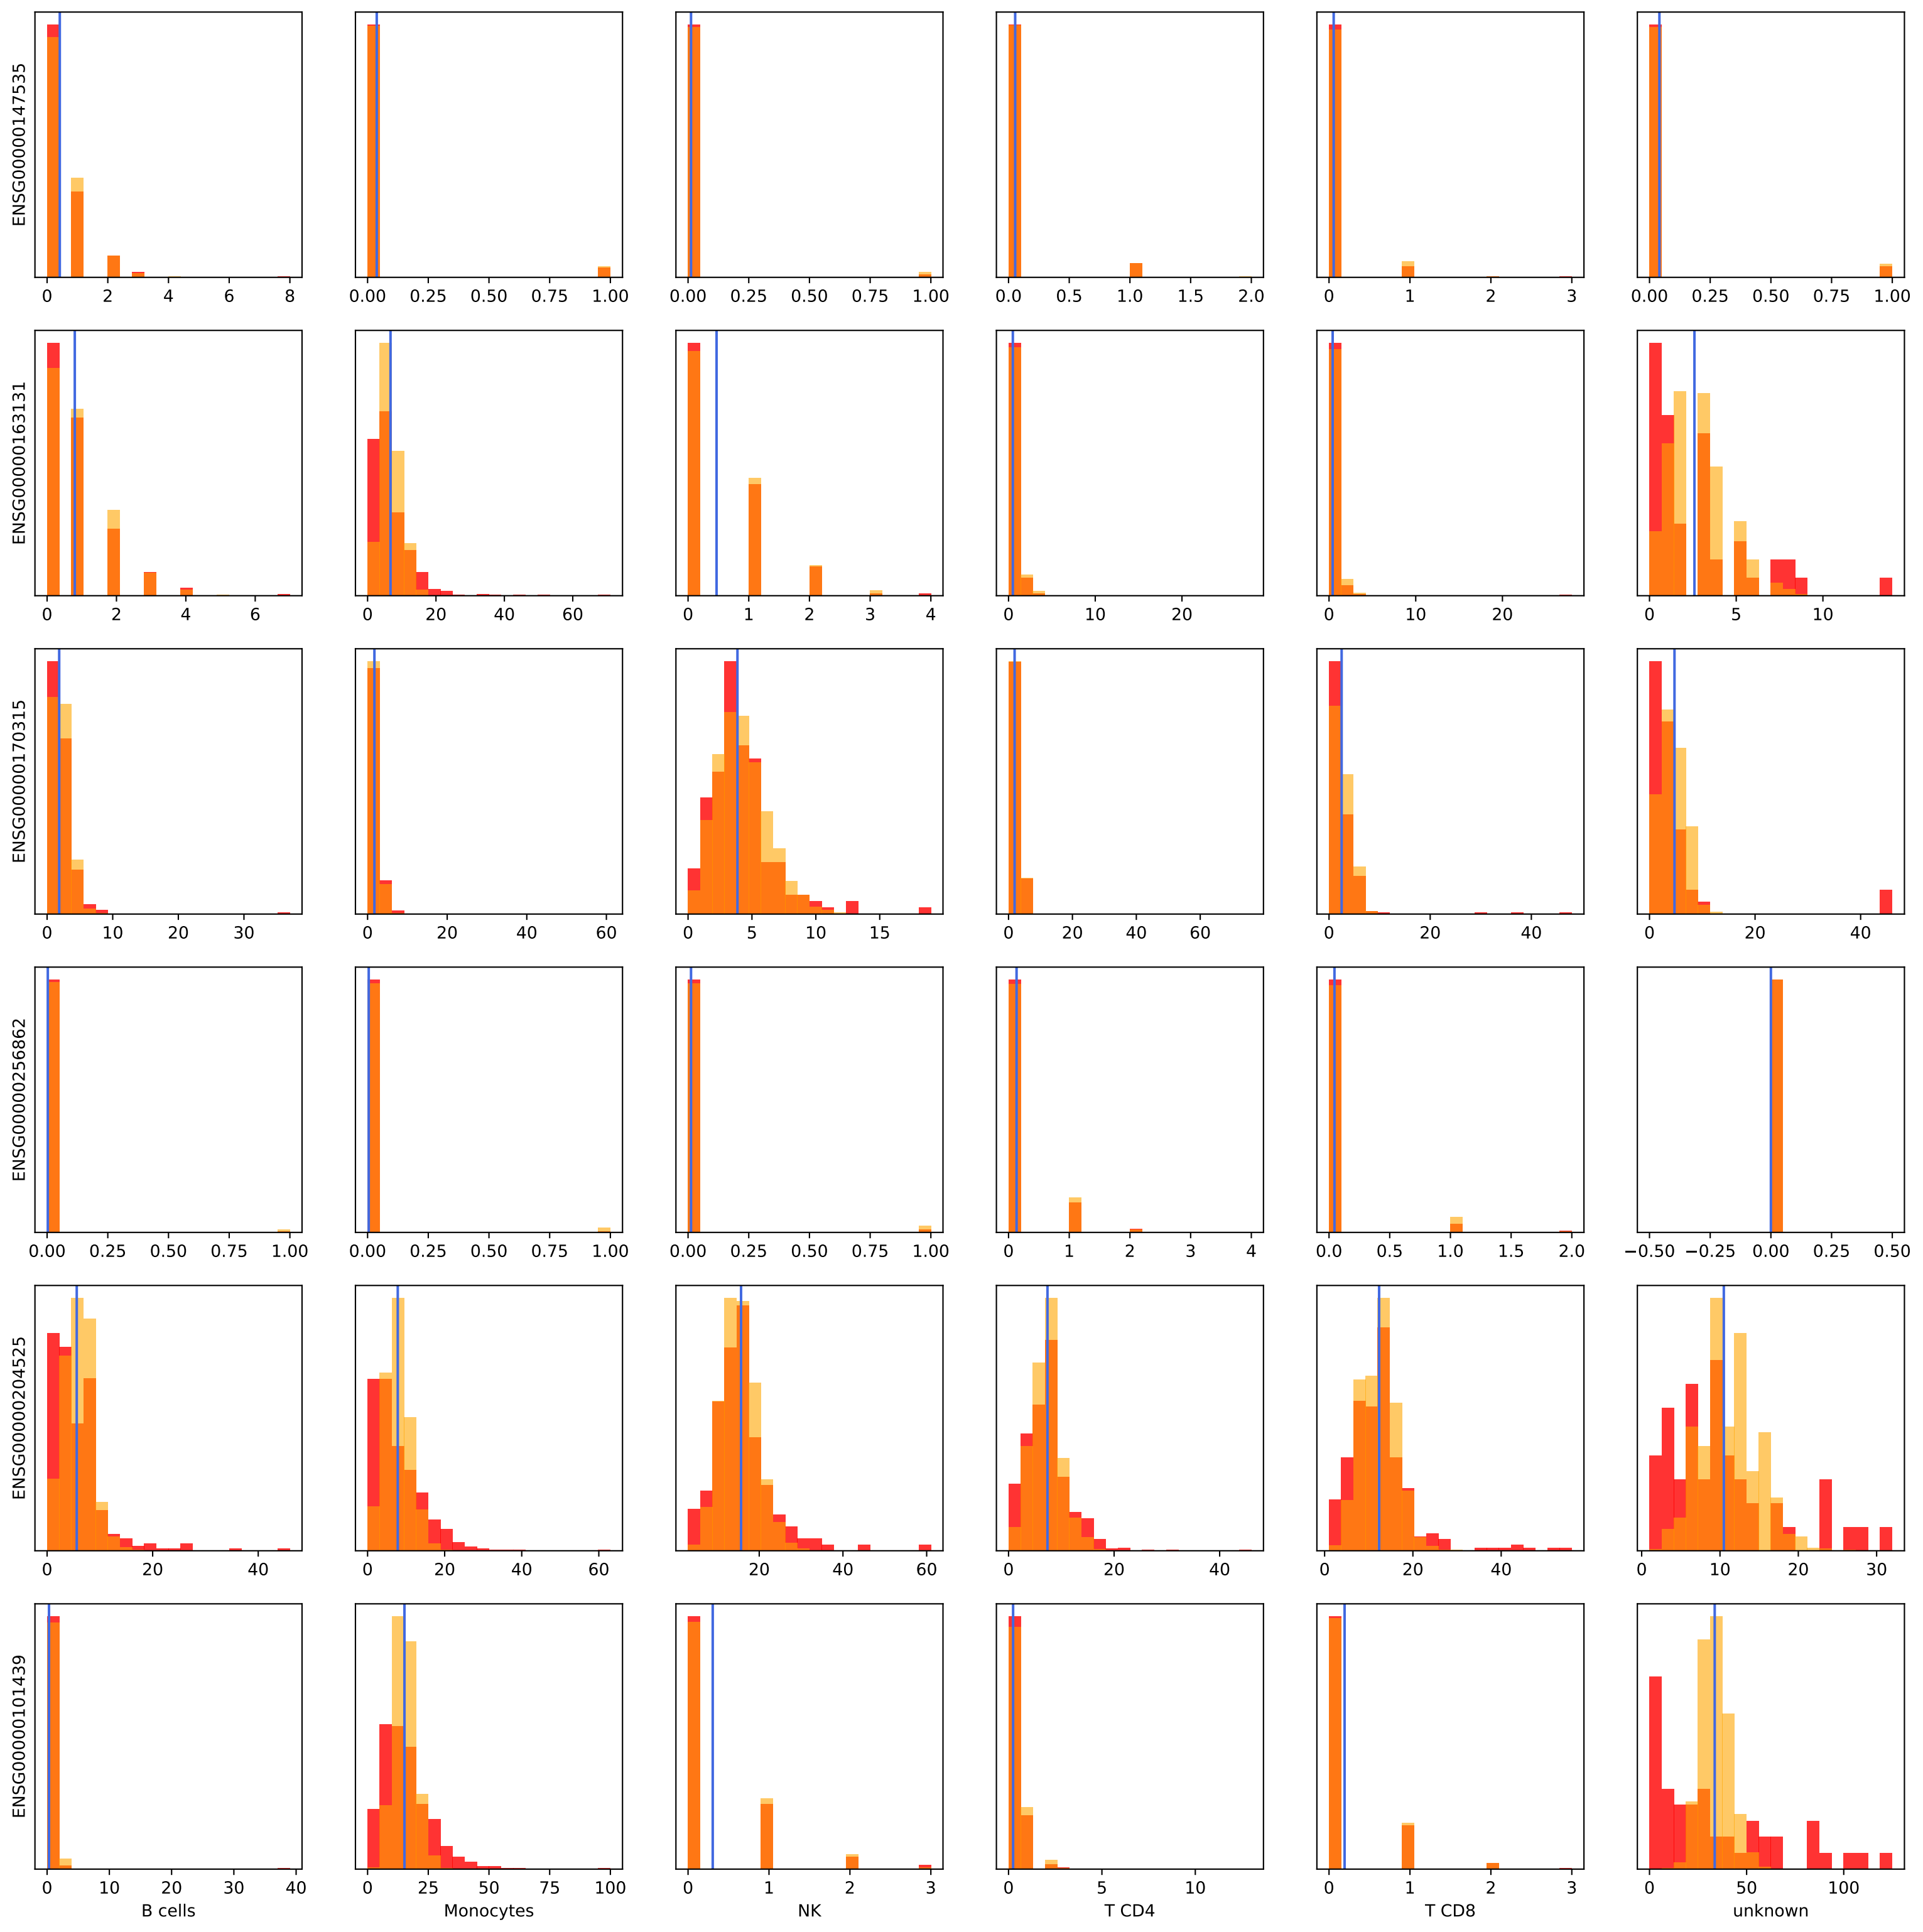 ENSG00000147535
0 2 4 6 8
0.00 0.25 0.50 0.75 1.00
0.00 0.25 0.50 0.75 1.00
0.0 0.5 1.0 1.5 2.0
0 1 2 3
0.00 0.25 0.50 0.75 1.00
ENSG00000163131
0 2 4 6
0 20 40 60
0 1 2 3 4
0 10 20
0 10 20
0 5 10
ENSG00000170315
0 10 20 30
0 20 40 60
0 5 10 15
0 20 40 60
0 20 40
0 20 40
ENSG00000256862
0.00 0.25 0.50 0.75 1.00
0.00 0.25 0.50 0.75 1.00
0.00 0.25 0.50 0.75 1.00
0 1 2 3 4
0.0 0.5 1.0 1.5 2.0
−0.50 −0.25 0.00 0.25 0.50
ENSG00000204525
0 20 40
0 20 40 60
20 40 60
0 20 40
0 20 40
0 10 20 30
ENSG00000101439
0 10 20 30 40
0 25 50 75 100
0 1 2 3
0 5 10
0 1 2 3
0 50 100
B cells
Monocytes
NK
T CD4
T CD8
unknown